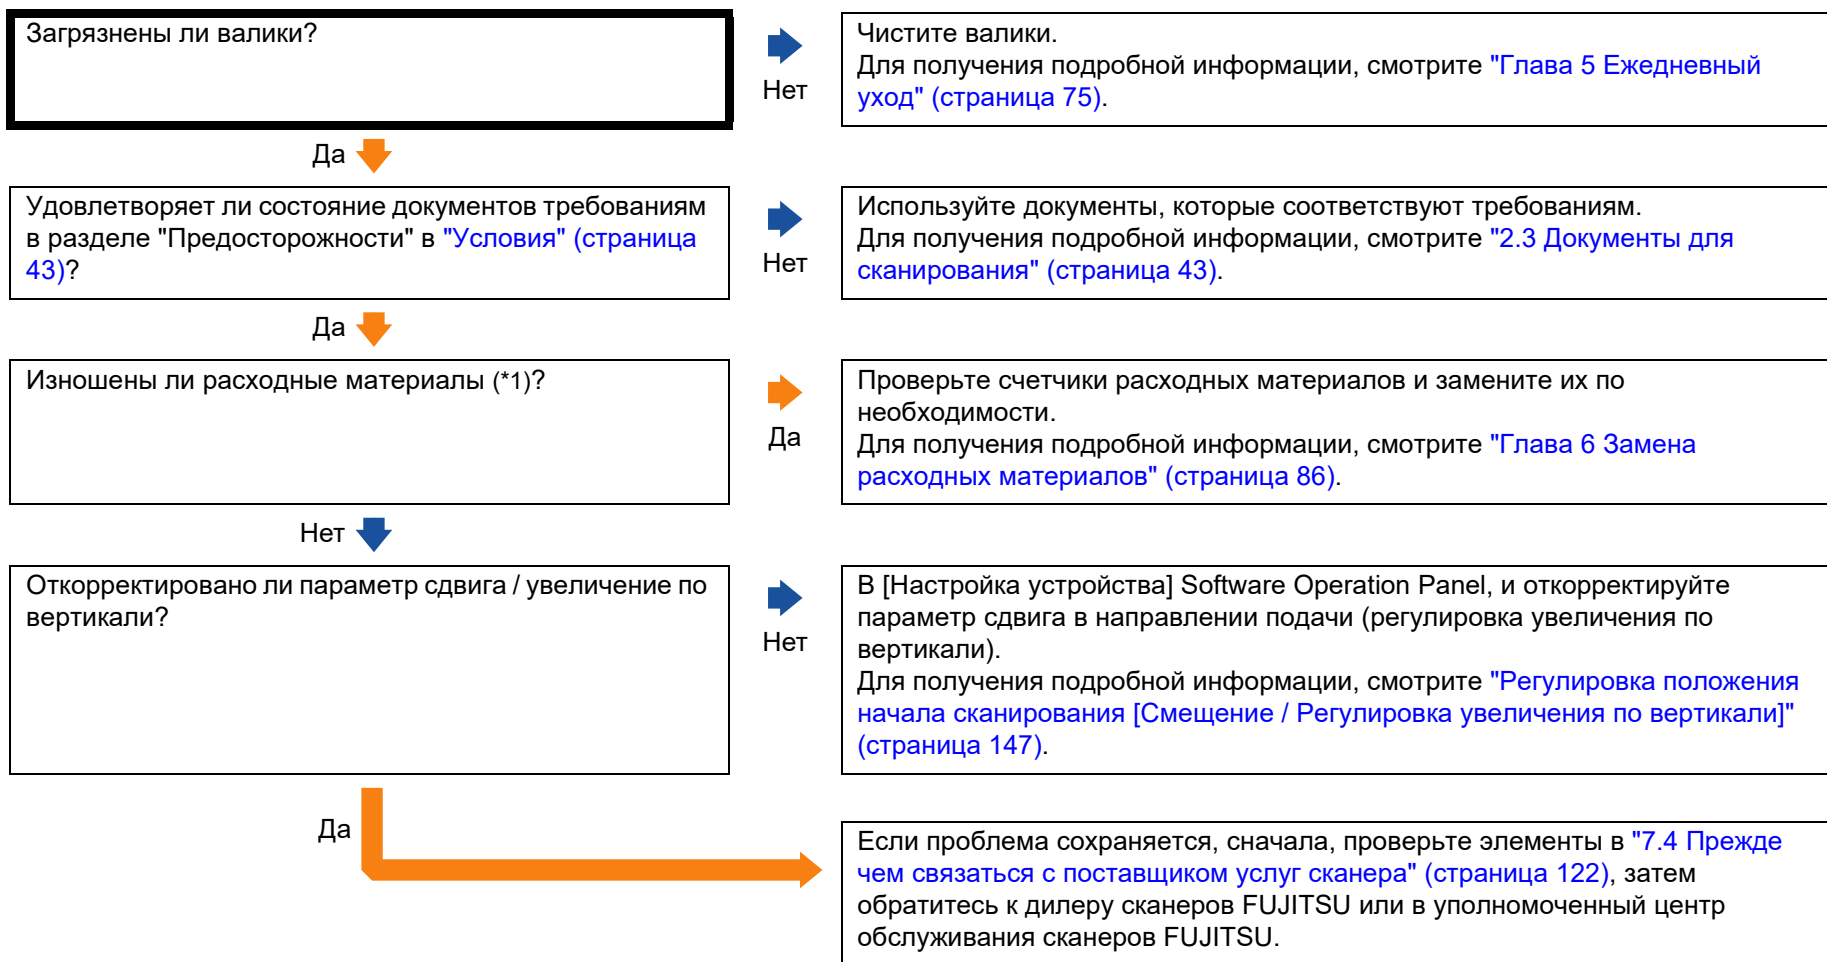 Загрязнены ли валики?
Нет
Чистите валики.
Для получения подробной информации, смотрите "Глава 5 Ежедневный
уход" (страница 75).
Да
Удовлетворяет ли состояние документов требованиям
в разделе "Предосторожности" в "Условия" (страница
43)?
Нет
Используйте документы, которые соответствуют требованиям.
Для получения подробной информации, смотрите "2.3 Документы для
сканирования" (страница 43).
Да
Изношены ли расходные материалы (*1)?
Да
Проверьте счетчики расходных материалов и замените их по
необходимости.
Для получения подробной информации, смотрите "Глава 6 Замена
расходных материалов" (страница 86).
Нет
Откорректировано ли параметр сдвига / увеличение по
вертикали?
Нет
В [Настройка устройства] Software Operation Panel, и откорректируйте
параметр сдвига в направлении подачи (регулировка увеличения по
вертикали).
Для получения подробной информации, смотрите "Регулировка положения
начала сканирования [Смещение / Регулировка увеличения по вертикали]"
(страница 147).
Да
Если проблема сохраняется, сначала, проверьте элементы в "7.4 Прежде
чем связаться с поставщиком услуг сканера" (страница 122), затем
обратитесь к дилеру сканеров FUJITSU или в уполномоченный центр
обслуживания сканеров FUJITSU.